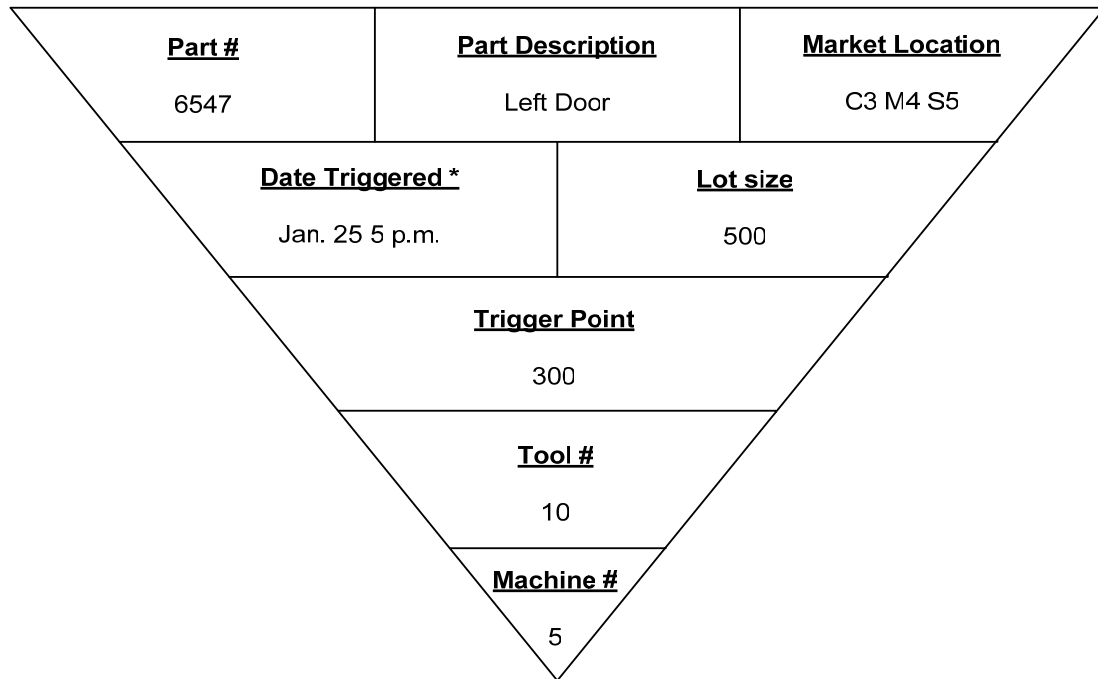 Part #
6547
Part Description
Left Door
Market Location
C3 M4 S5
Date Triggered *
Jan. 25 5 p.m.
Lot size
500
Trigger Point
300
Tool #
10
Machine #
5